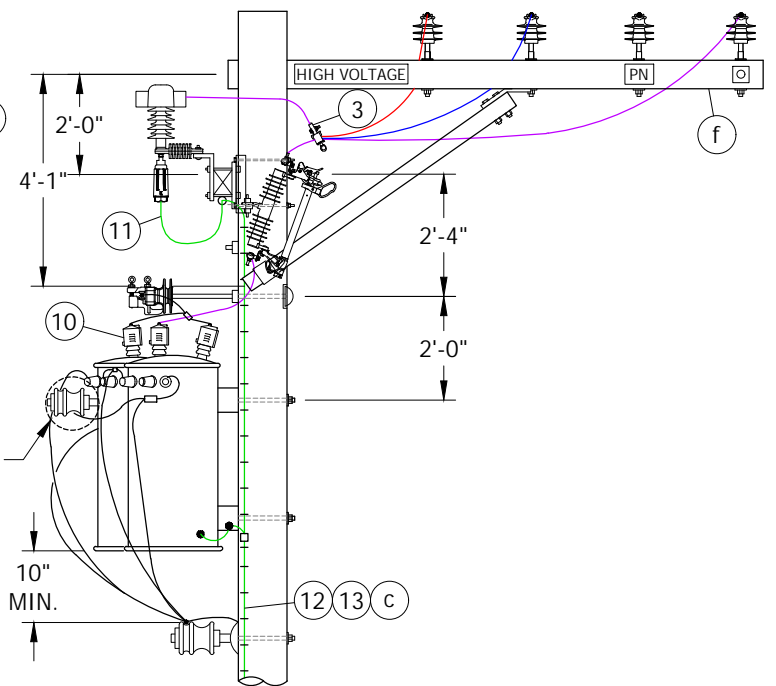 HIGH VOLTAGE
PN
3
f
2'-0"
4'-1"
11
2'-4"
10
2'-0"
10"
MIN.
12 13 c